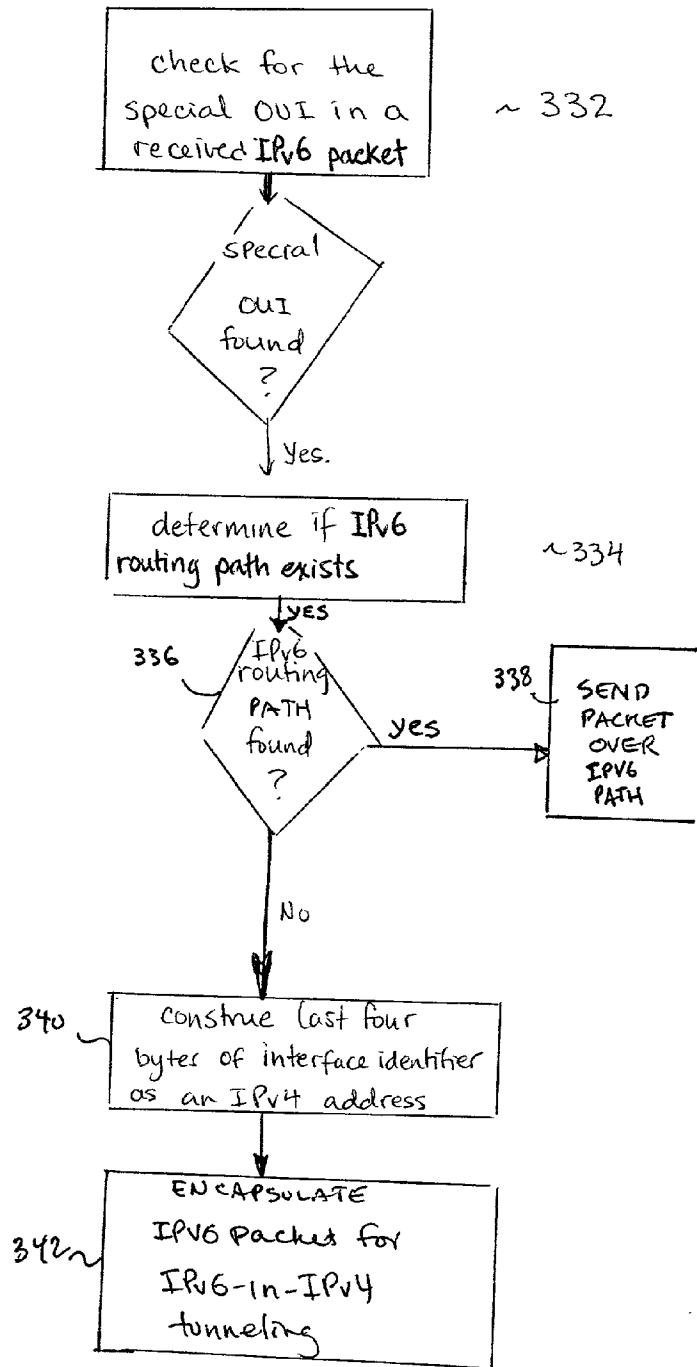 check for the
special OUI in a
received IPv6 packet
~ 332
special
OUI
found
?
Yes.
determine if IPv6
routing path exists
~334
yes
336
IPv6
routing
PATH
found
?
yes
338
SEND
PACKET
OVER
IPV6
PATH
No
340
construe last four
bytes of interface identifier
as an IPv4 address
342
ENCAPSULATE
IPV6 packet for
IPv6-in-IPv4
tunneling